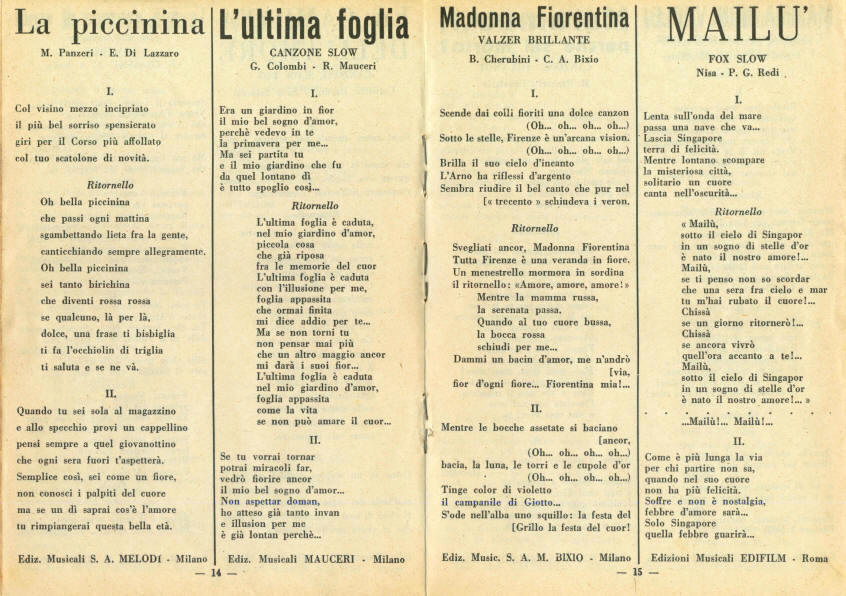 La piccinina
M. Panzeri - E. Di Lazzaro
I.
Col visino mezzo incipriato
il più bel sorriso spensierato
giri per il Corso più affollato
col tuo scatolone di novità.
Ritornello
Oh bella piccinina
che passi ogni mattina
sgambettando lieta fra la gente,
canticchiando sempre allegramente.
Oh bella piccinina
sei tanto birichina
che diventi rossa rossa
se qualcuno, là per là,
dolce, una frase ti bisbiglia
ti fa l'occhiolin di triglia
ti saluta e se ne và.
II.
Quando tu sei sola al magazzino
e allo specchio provi un cappellino
pensi sempre a quel giovanottino
che ogni sera fuori t'aspetterà.
Semplice così, sei come un fiore,
non conosci i palpiti del cuore
ma se un dì saprai cos'è l'amore
tu rimpiangerai questa bella età.
Ediz. Musicali S. A. MELODI - Milano
L'ultima foglia
CANZONE SLOW
G. Colombi - R. Mauceri
I.
Era un giardino in fior
il mio bel sogno d'amor,
perchè vedevo in te
la primavera per me...
Ma sei partita tu
e il mio giardino che fu
da quel lontano dì
è tutto spoglio così...
Ritornello
L'ultima foglia è caduta,
nel mio giardino d'amor,
piccola cosa
che già riposa
fra le memorie del cuor
L'ultima foglia è caduta
con l'illusione per me,
foglia appassita
che ormai finita
mi dice addio per te...
Ma se non torni tu
non pensar mai più
che un altro maggio ancor
mi darà i suoi fior...
L'ultima foglia è caduta
nel mio giardino d'amor,
foglia appassita
come la vita
se non può amare il cuor...
II
Se tu vorrai tornar
potrai miracoli far,
vedrò fiorire ancor
il mio bel sogno d'amor...
Non aspettar doman,
ho atteso già tanto invan
e illusion per me
è già lontan perchè...
Ediz. Musicali MAUCERI - Milano
— 14 —
Madonna Fiorentina
VALZER BRILLANTE
B. Cherubini - C. A. Bixio
I.
Scende dai colli fioriti una dolce canzon
(Oh... oh... oh... oh...)
Sotto le stelle, Firenze è un'arcana vision.
(Oh... oh... oh... oh...)
Brilla il suo cielo d'incanto
L'Arno ha riflessi d'argento
Sembra riudire il bel canto che pur nel
[« trecento » schiudeva i veron.
Ritornello
Svegliati ancor, Madonna Fiorentina
Tutta Firenze è una veranda in fiore.
Un menestrello mormora in sordina
il ritornello: «Amore, amore, amore!»
Mentre la mamma russa,
la serenata passa.
Quando al tuo cuore bussa,
la bocca rossa
schiudi per me...
Dammi un bacin d'amor, me n'andrò
[via,
fior d'ogni fiore... Fiorentina mia!...
II.
Mentre le bocche assetate si baciano
[ancor,
(Oh... oh... oh... oh...)
bacia, la luna, le torri e le cupole d'or
(Oh... oh... oh... oh...)
Tinge color di violetto
il campanile di Giotto...
S'ode nell'alba uno squillo: la festa del
[Grillo la festa del cuor!
Ediz. Music. S. A. M. BIXIO - Milano
MAILU'
FOX SLOW
Nisa - P. G. Redi
I.
Lenta sull'onda del mare
passa una nave che va...
Lascia Singapore
terra di felicità.
Mentre lontano scompare
la misteriosa città,
solitario un cuore
canta nell'oscurità...
Ritornello
« Mailù,
sotto il cielo di Singapor
in un sogno di stelle d'or
è nato il nostro amore!...
Mailù,
se ti penso non so scordar
che una sera fra cielo e mar
tu m'hai rubato il cuore!...
Chissà
se un giorno ritornerò!...
Chissà
se ancora vivrò
quell'ora accanto a te!...
Mailù,
sotto il cielo di Singapor
in un sogno di stelle d'or
è nato il nostro amore!... »
. . . . . . . . . . . . .
...Mailù!... Mailù!...
II
Come è più lunga la via
per chi partire non sa,
quando nel suo cuore
non ha più felicità.
Soffre e non è nostalgia,
febbre d'amore sarà...
Solo Singapore
quella febbre guarirà...
Edizioni Musicali EDIFILM - Roma
— 15 —